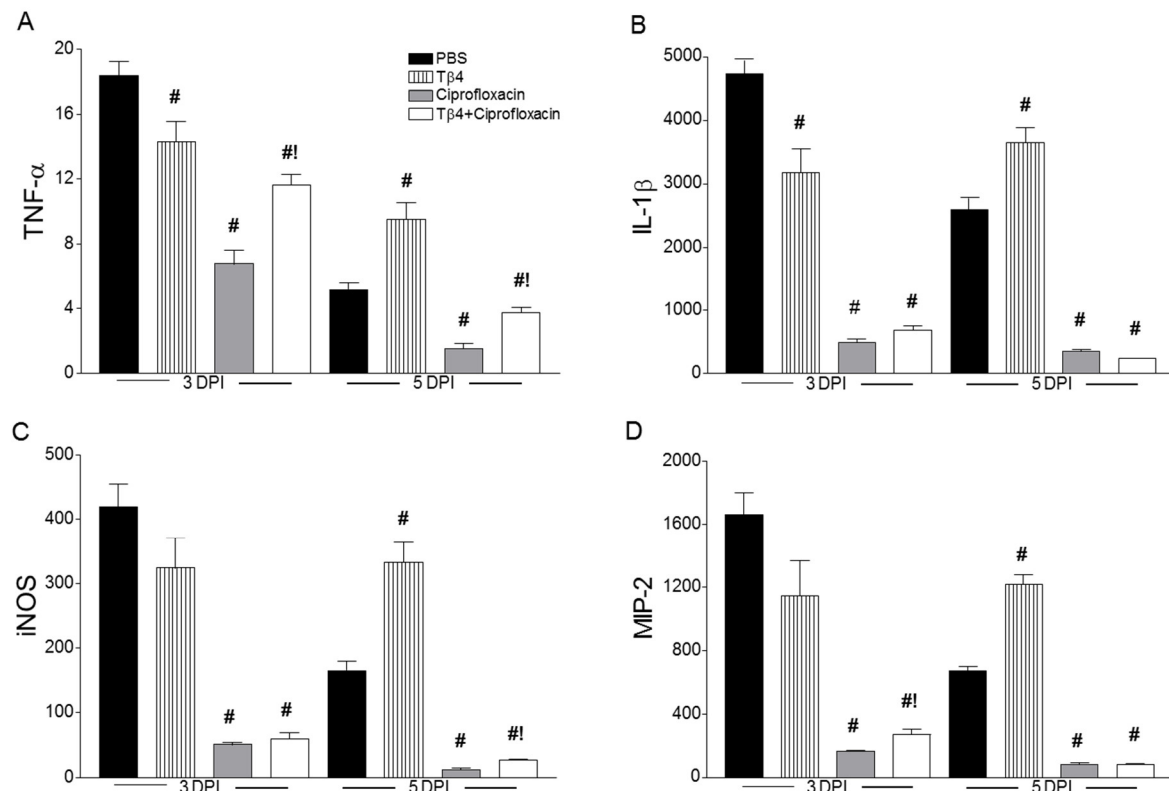 A
TNF-α
20
16
12
8
4
0
PBS
Tβ4
Ciprofloxacin
Tβ4+Ciprofloxacin
#
#
#!
#
#
#!
3 DPI
5 DPI
B
IL-1β
5000
4000
3000
2000
1000
0
#
#
#
#
#
#
3 DPI
5 DPI
C
iNOS
500
400
300
200
100
0
#
#
#
#
#!
3 DPI
5 DPI
D
MIP-2
2000
1600
1200
800
400
0
#
#!
#
#
#
3 DPI
5 DPI